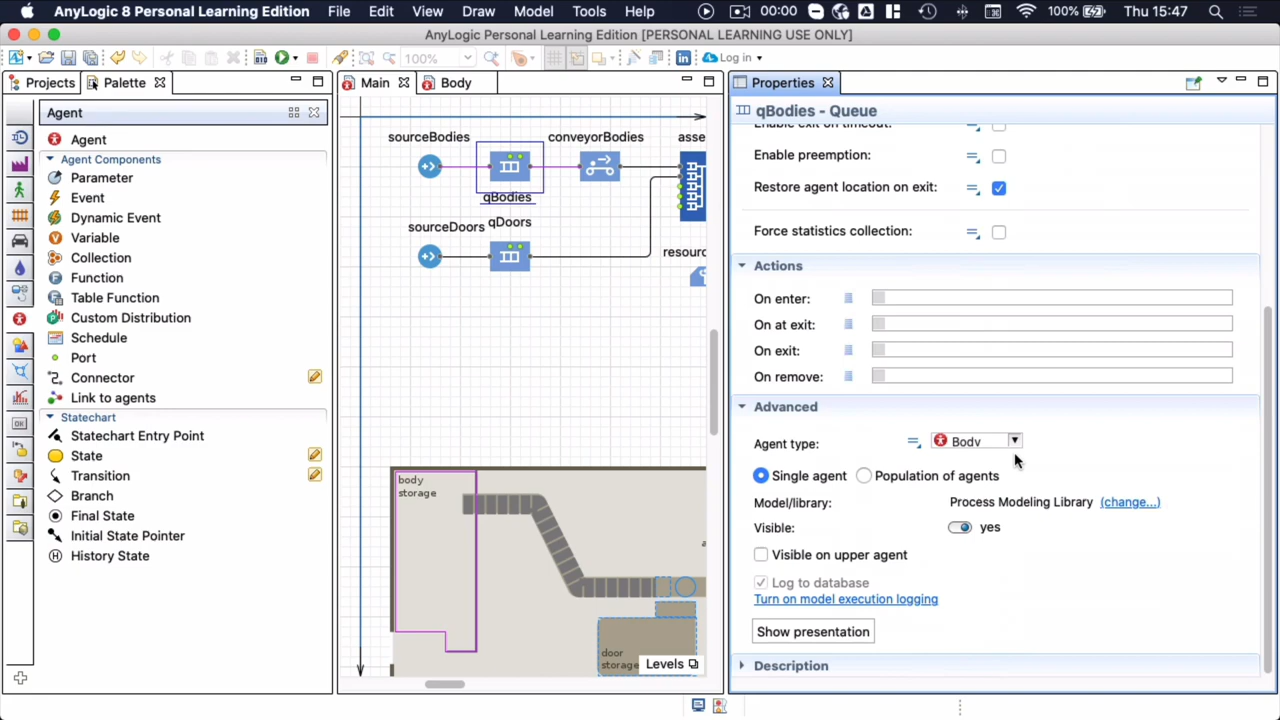 AnyLogic 8 Personal Learning Edition File Edit View Draw Model Tools Help 00:00 100% Thu 15:47
AnyLogic Personal Learning Edition [PERSONAL LEARNING USE ONLY]
100% Log in
Projects Palette Main Body Properties
Agent
Agent
Agent Components
Parameter
Event
Dynamic Event
Variable
Collection
Function
Table Function
Custom Distribution
Schedule
Port
Connector
Link to agents
Statechart
Statechart Entry Point
State
Transition
Branch
Final State
Initial State Pointer
History State
sourceBodies conveyorBodies asse
qBodies
sourceDoors qDoors
resourc
body
storage
a
door
storage
Levels
qBodies - Queue
Enable exit on timeout:
Enable preemption:
Restore agent location on exit:
Force statistics collection:
Actions
On enter:
On at exit:
On exit:
On remove:
Advanced
Agent type: Body
Single agent Population of agents
Model/library: Process Modeling Library (change...)
Visible: yes
Visible on upper agent
Log to database
Turn on model execution logging
Show presentation
Description